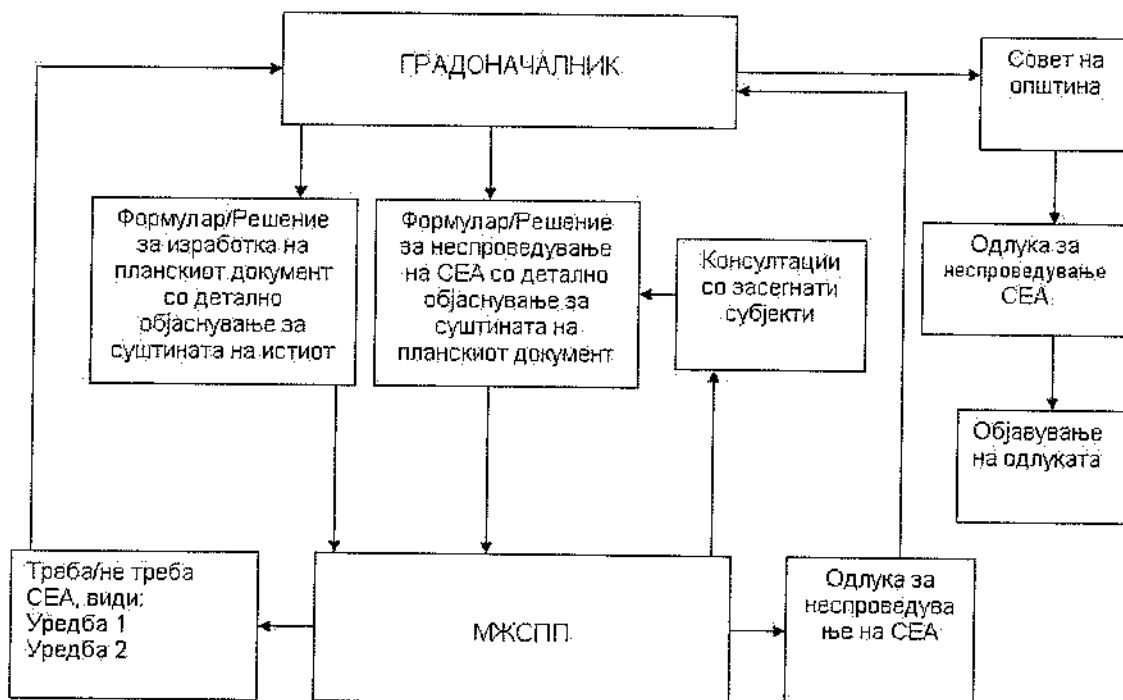 ГРАДОНАЧАЛНИК
Совет на
општина
Формулар/Решение
за изработка на
планскиот документ
со детално
објаснување за
суштината на истиот
Формулар/Решение
за неспроведување
на СЕА со детално
објаснување за
суштината на
планскиот документ
Консултации
со засегнати
субјекти
Одлука за
неспроведување
СЕА
Објавување
на одлуката
Треба/не треба
СЕА, види:
Уредба 1
Уредба 2
МЖСПП
Одлука за
неспроведува
ње на СЕА